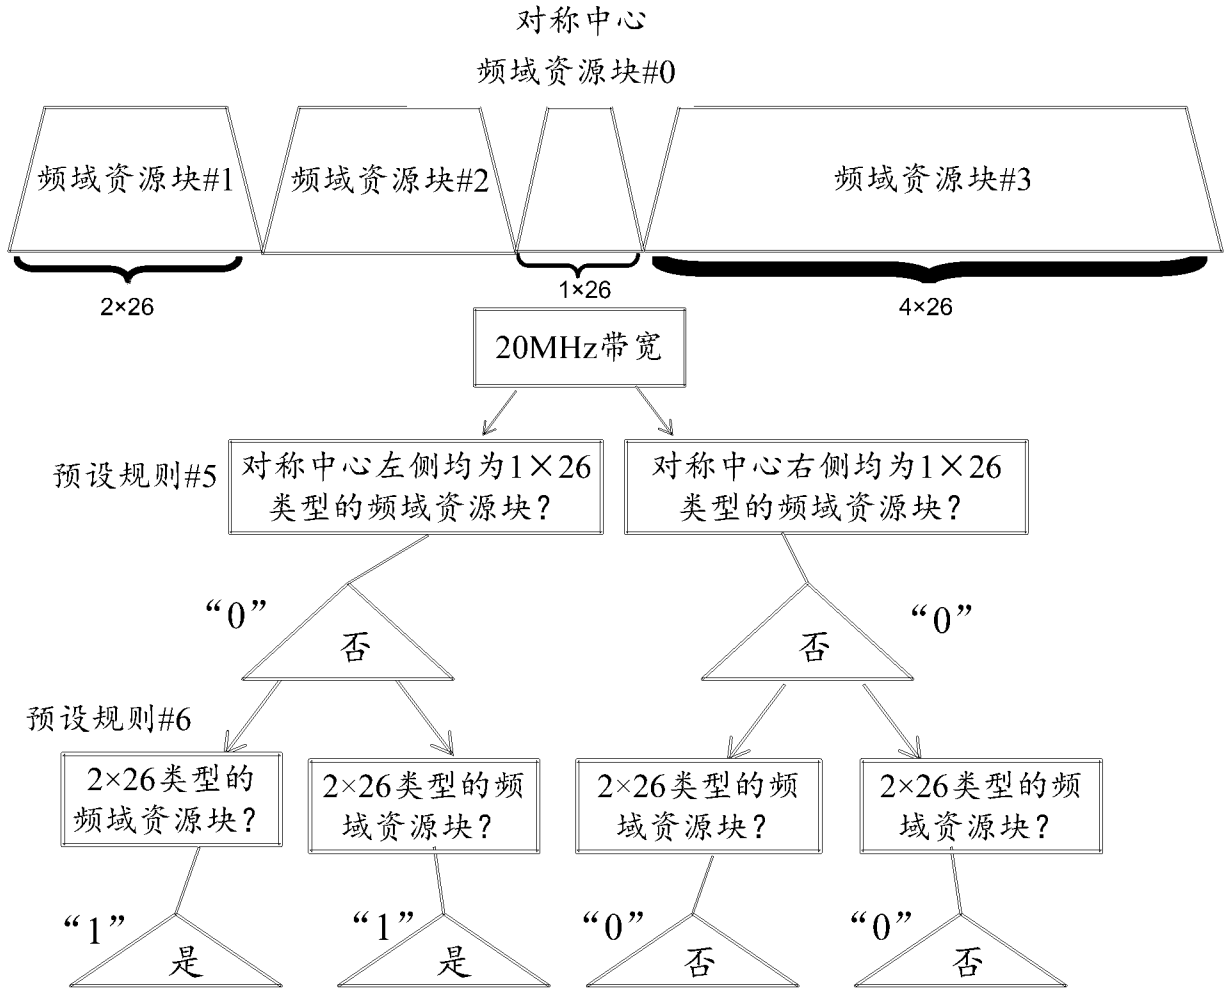 对称中心
频域资源块#0
频域资源块#1
频域资源块#2
频域资源块#3
2×26
1×26
4×26
20MHz带宽
预设规则#5
对称中心左侧均为1×26
类型的频域资源块?
对称中心右侧均为1×26
类型的频域资源块?
“0”
否
否
“0”
预设规则#6
2×26类型的
频域资源块?
2×26类型的频
域资源块?
2×26类型的频
域资源块?
2×26类型的频
域资源块?
“1”
是
“1”
是
“0”
否
“0”
否